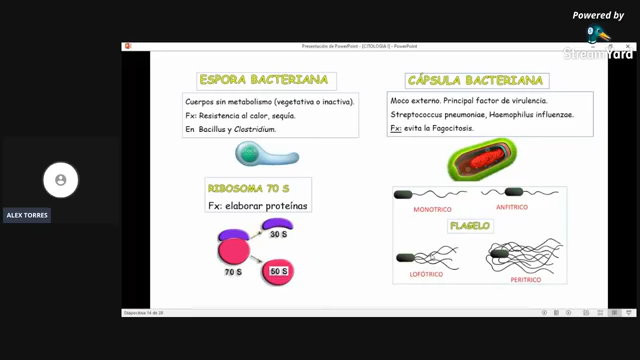 Powered by
StreamYard
Presentación de PowerPoint - [CITOLOGIA I] - PowerPoint
ESPORA BACTERIANA
Cuerpos sin metabolismo (vegetativa o inactiva).
Fx: Resistencia al calor, sequía.
En Bacillus y Clostridium.
RIBOSOMA 70 S
Fx: elaborar proteínas
30 S
70 S
50 S
CÁPSULA BACTERIANA
Moco externo. Principal factor de virulencia.
Streptococcus pneumoniae, Haemophilus influenzae.
Fx: evita la Fagocitosis.
MONOTRICO
ANFITRICO
FLAGELO
LOFÓTRICO
PERITRICO
ALEX TORRES